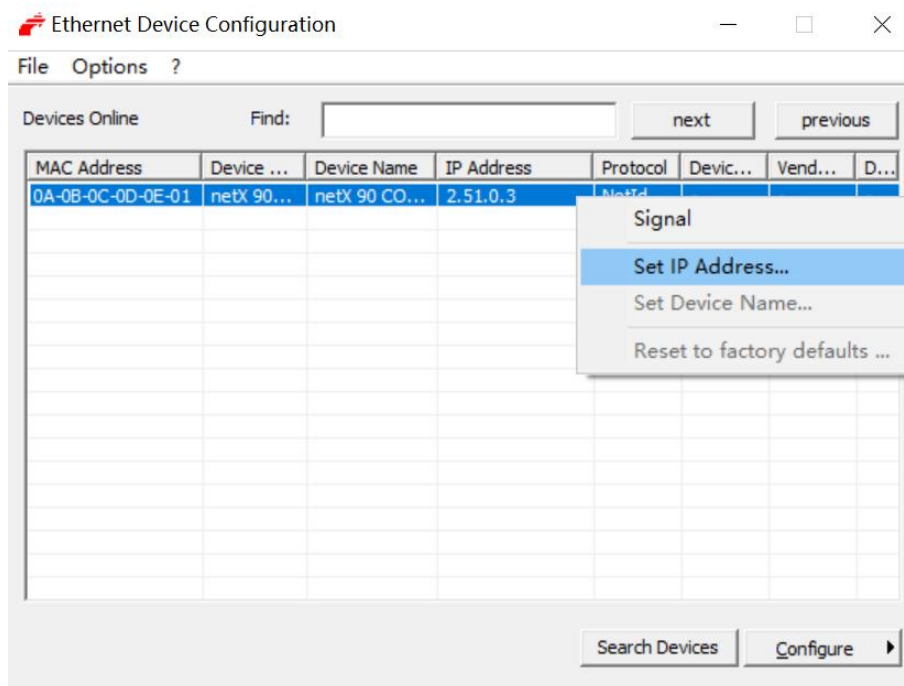 Ethernet Device Configuration
File Options ?
Devices Online Find: next previous
MAC Address Device ... Device Name IP Address Protocol Devic... Vend... D...
0A-0B-0C-0D-0E-01 netX 90... netX 90 CO... 2.51.0.3 NetId
Signal
Set IP Address...
Set Device Name...
Reset to factory defaults ...
Search Devices Configure